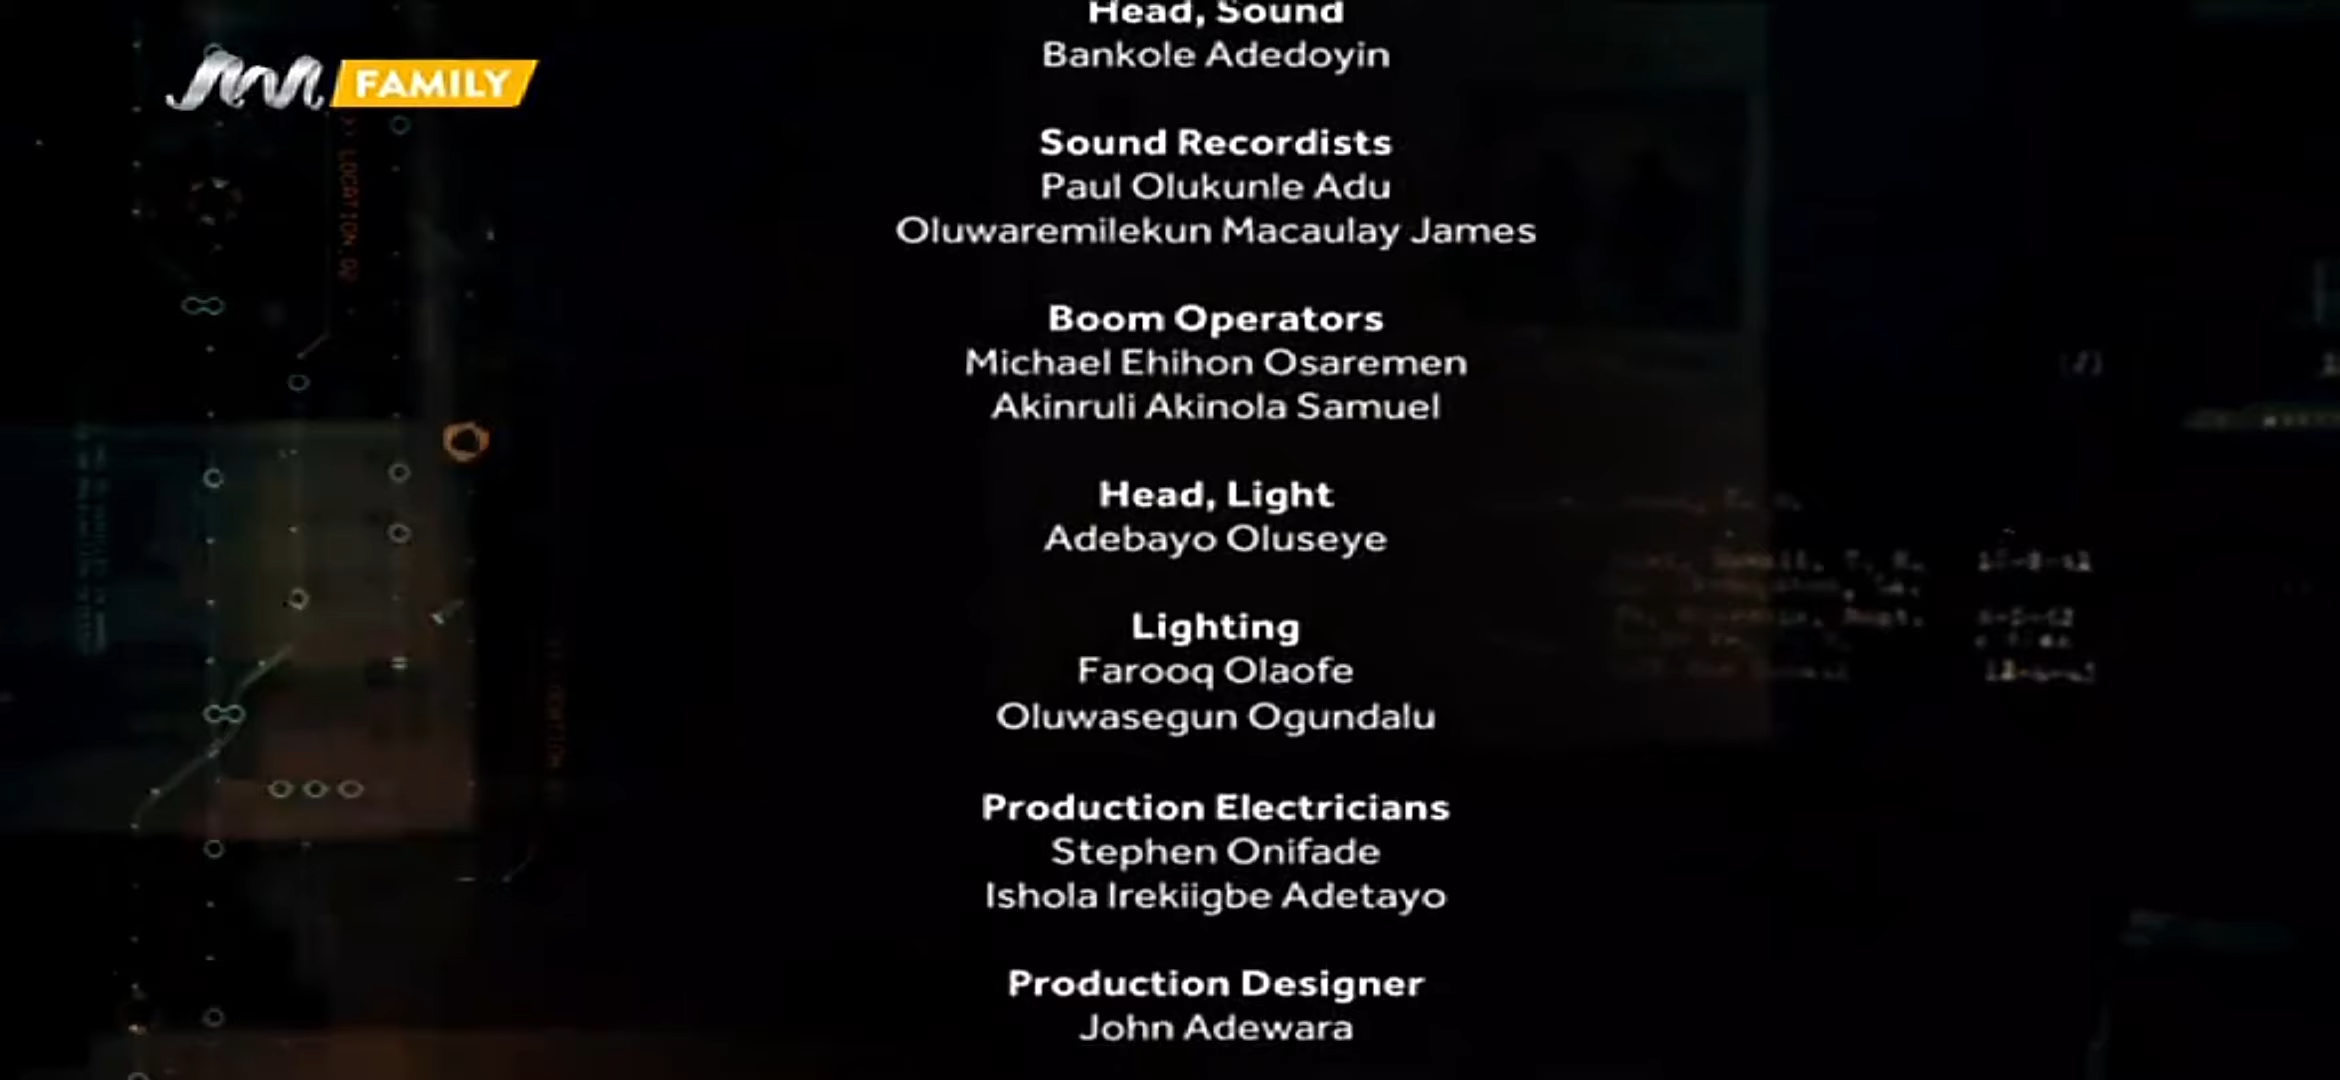 Head, Sound
Bankole Adedoyin
FAMILY
Sound Recordists
Paul Olukunle Adu
Oluwaremilekun Macaulay James
LOCATION.02
Boom Operators
Michael Ehihon Osaremen
Akinruli Akinola Samuel
Head, Light
Adebayo Oluseye
Lighting
Farooq Olaofe
Oluwasegun Ogundalu
Production Electricians
Stephen Onifade
Ishola Irekiigbe Adetayo
Production Designer
John Adewara